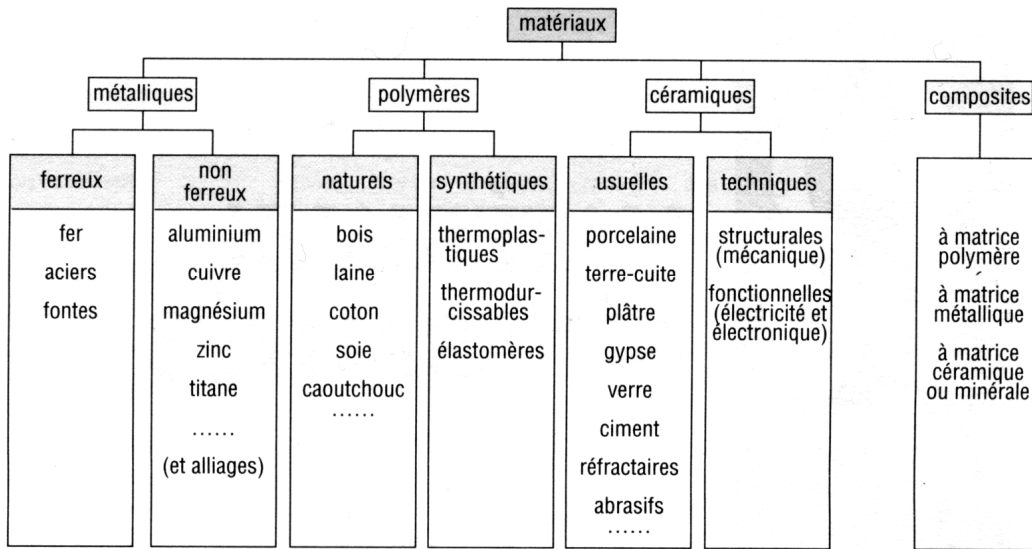 matériaux
métalliques
polymères
céramiques
composites
ferreux
fer
aciers
fontes
non
ferreux
aluminium
cuivre
magnésium
zinc
titane
......
(et alliages)
naturels
bois
laine
coton
soie
caoutchouc
......
synthétiques
thermoplas-
tiques
thermodur-
cissables
élastomères
usuelles
porcelaine
terre-cuite
plâtre
gypse
verre
ciment
réfractaires
abrasifs
......
techniques
structurales
(mécanique)
fonctionnelles
(électricité et
électronique)
à matrice
polymère
à matrice
métallique
à matrice
céramique
ou minérale